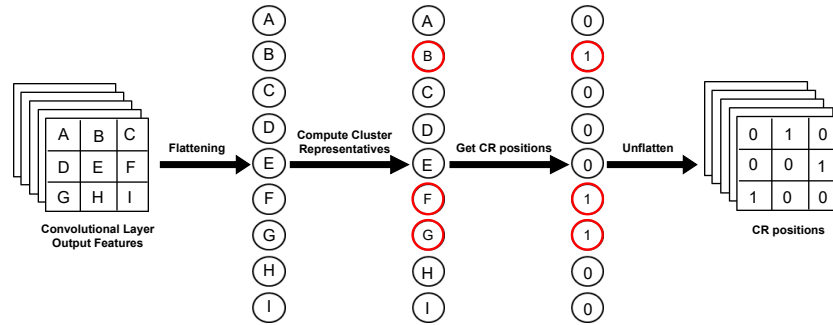 A B C
D E F
G H I
Convolutional Layer
Output Features
Flattening
A
B
C
D
E
F
G
H
I
Compute Cluster
Representatives
A
B
C
D
E
F
G
H
I
Get CR positions
0
1
0
0
0
1
1
0
0
Unflatten
0 1 0
0 0 1
1 0 0
CR positions